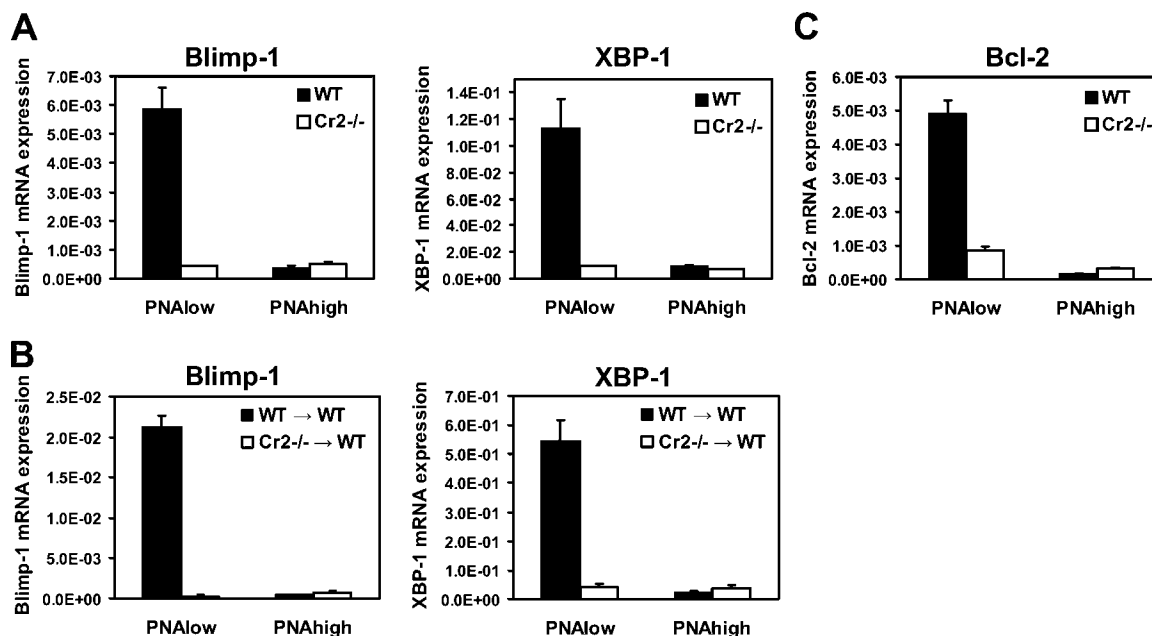 A
Blimp-1
Blimp-1 mRNA expression
7.0E-03
6.0E-03
5.0E-03
4.0E-03
3.0E-03
2.0E-03
1.0E-03
0.0E+00
WT
Cr2-/-
PNAlow
PNAhigh
XBP-1
XBP-1 mRNA expression
1.4E-01
1.2E-01
1.0E-01
8.0E-02
6.0E-02
4.0E-02
2.0E-02
0.0E+00
WT
Cr2-/-
PNAlow
PNAhigh
C
Bcl-2
Bcl-2 mRNA expression
6.0E-03
5.0E-03
4.0E-03
3.0E-03
2.0E-03
1.0E-03
0.0E+00
WT
Cr2-/-
PNAlow
PNAhigh
B
Blimp-1
Blimp-1 mRNA expression
2.5E-02
2.0E-02
1.5E-02
1.0E-02
5.0E-03
0.0E+00
WT → WT
Cr2-/- → WT
PNAlow
PNAhigh
XBP-1
XBP-1 mRNA expression
7.0E-01
6.0E-01
5.0E-01
4.0E-01
3.0E-01
2.0E-01
1.0E-01
0.0E+00
WT → WT
Cr2-/- → WT
PNAlow
PNAhigh